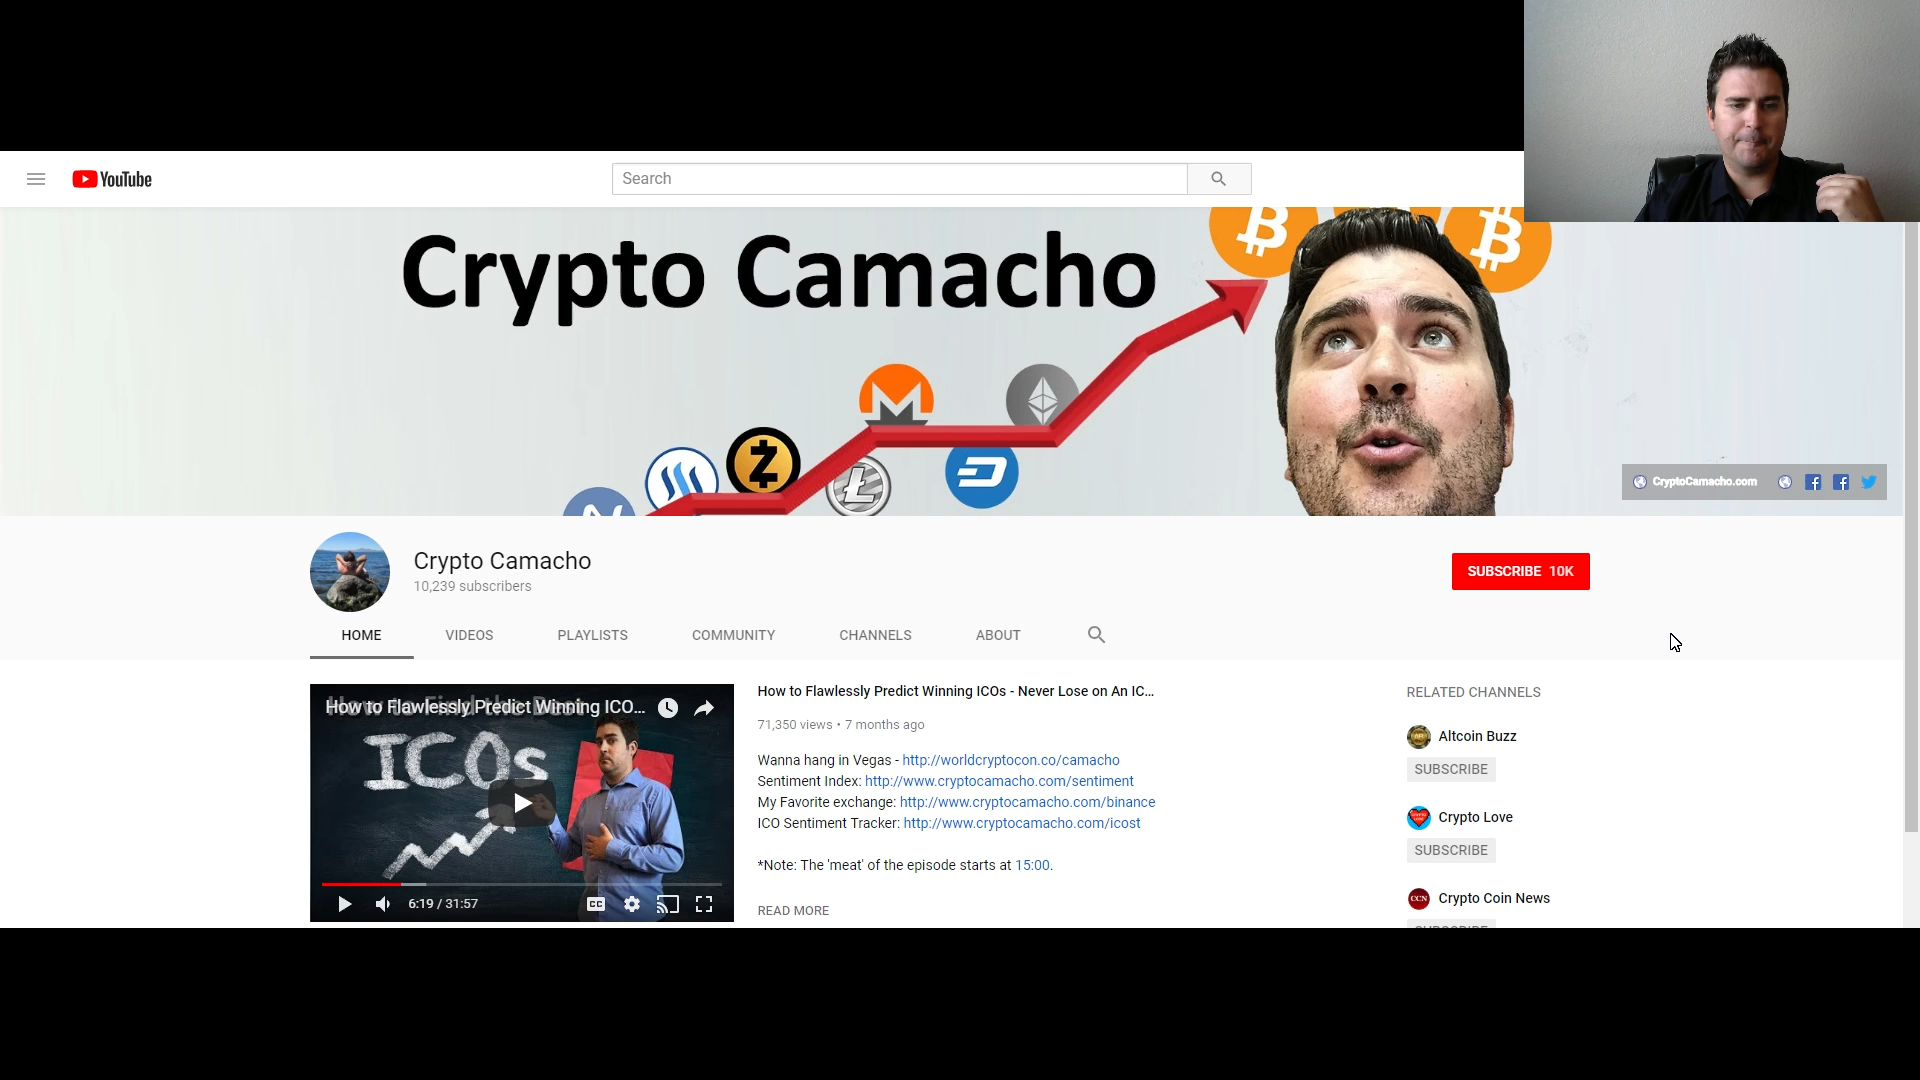 YouTube
Search
Crypto Camacho
CryptoCamacho.com
Crypto Camacho
10,239 subscribers
SUBSCRIBE 10K
HOME
VIDEOS
PLAYLISTS
COMMUNITY
CHANNELS
ABOUT
How to Flawlessly Predict Winning ICO...
ICOs
6:19 / 31:57
CC
How to Flawlessly Predict Winning ICOs - Never Lose on An IC...
71,350 views • 7 months ago
Wanna hang in Vegas - http://worldcryptocon.co/camacho
Sentiment Index: http://www.cryptocamacho.com/sentiment
My Favorite exchange: http://www.cryptocamacho.com/binance
ICO Sentiment Tracker: http://www.cryptocamacho.com/icost
*Note: The 'meat' of the episode starts at 15:00.
READ MORE
RELATED CHANNELS
Altcoin Buzz
SUBSCRIBE
Crypto Love
SUBSCRIBE
CCN
Crypto Coin News